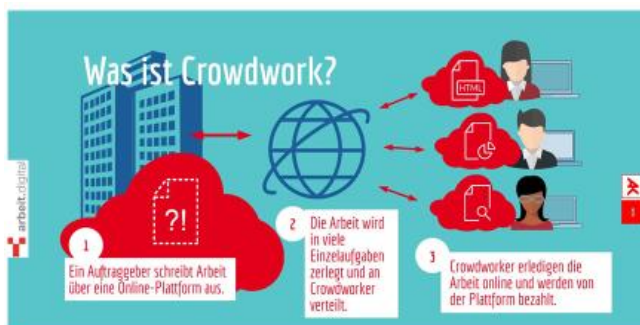 Was ist Crowdwork?
HTML
?!
arbeit.digital
1
Ein Auftraggeber schreibt Arbeit
über eine Online-Plattform aus.
2
Die Arbeit wird
in viele
Einzelaufgaben
zerlegt und an
Crowdworker
verteilt.
3
Crowdworker erledigen die
Arbeit online und werden von
der Plattform bezahlt.